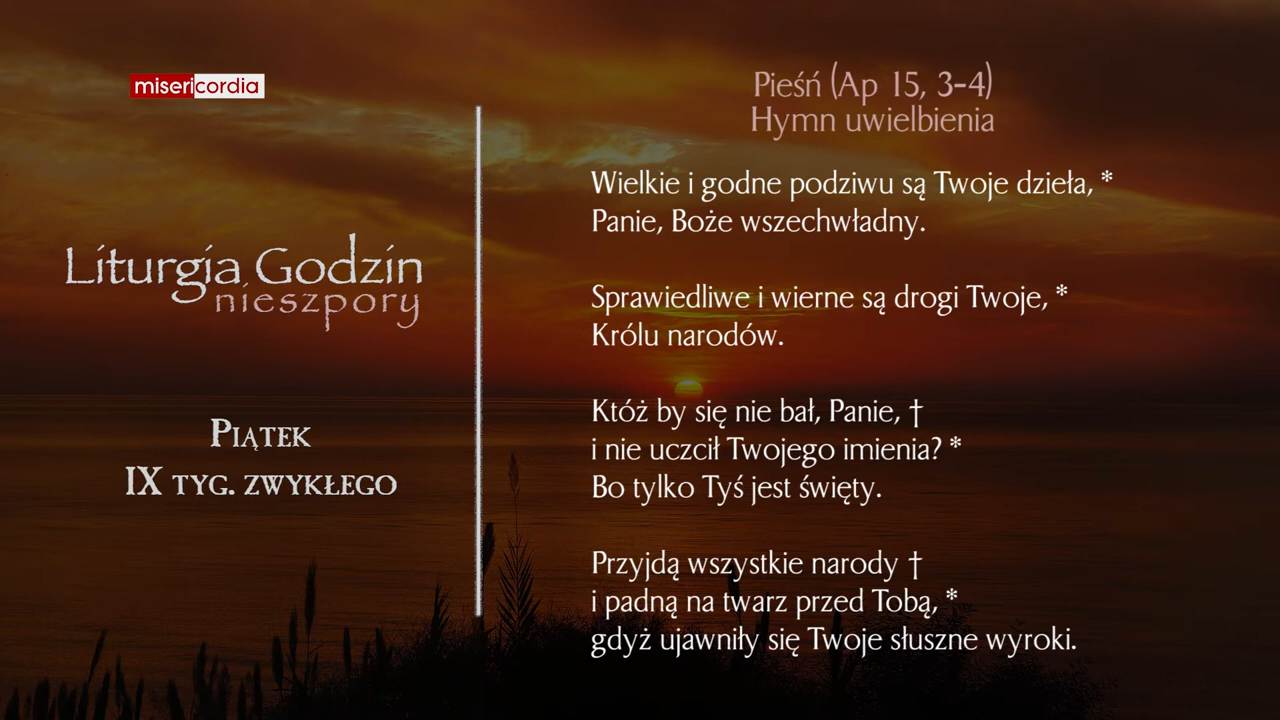 misericordia
Liturgia Godzin
nieszpory
Piątek
IX tyg. zwykłego
Pieśń (Ap 15, 3-4)
Hymn uwielbienia
Wielkie i godne podziwu są Twoje dzieła, *
Panie, Boże wszechwładny.
Sprawiedliwe i wierne są drogi Twoje, *
Królu narodów.
Któż by się nie bał, Panie, †
i nie uczcił Twojego imienia? *
Bo tylko Tyś jest święty.
Przyjdą wszystkie narody †
i padną na twarz przed Tobą, *
gdyż ujawniły się Twoje słuszne wyroki.